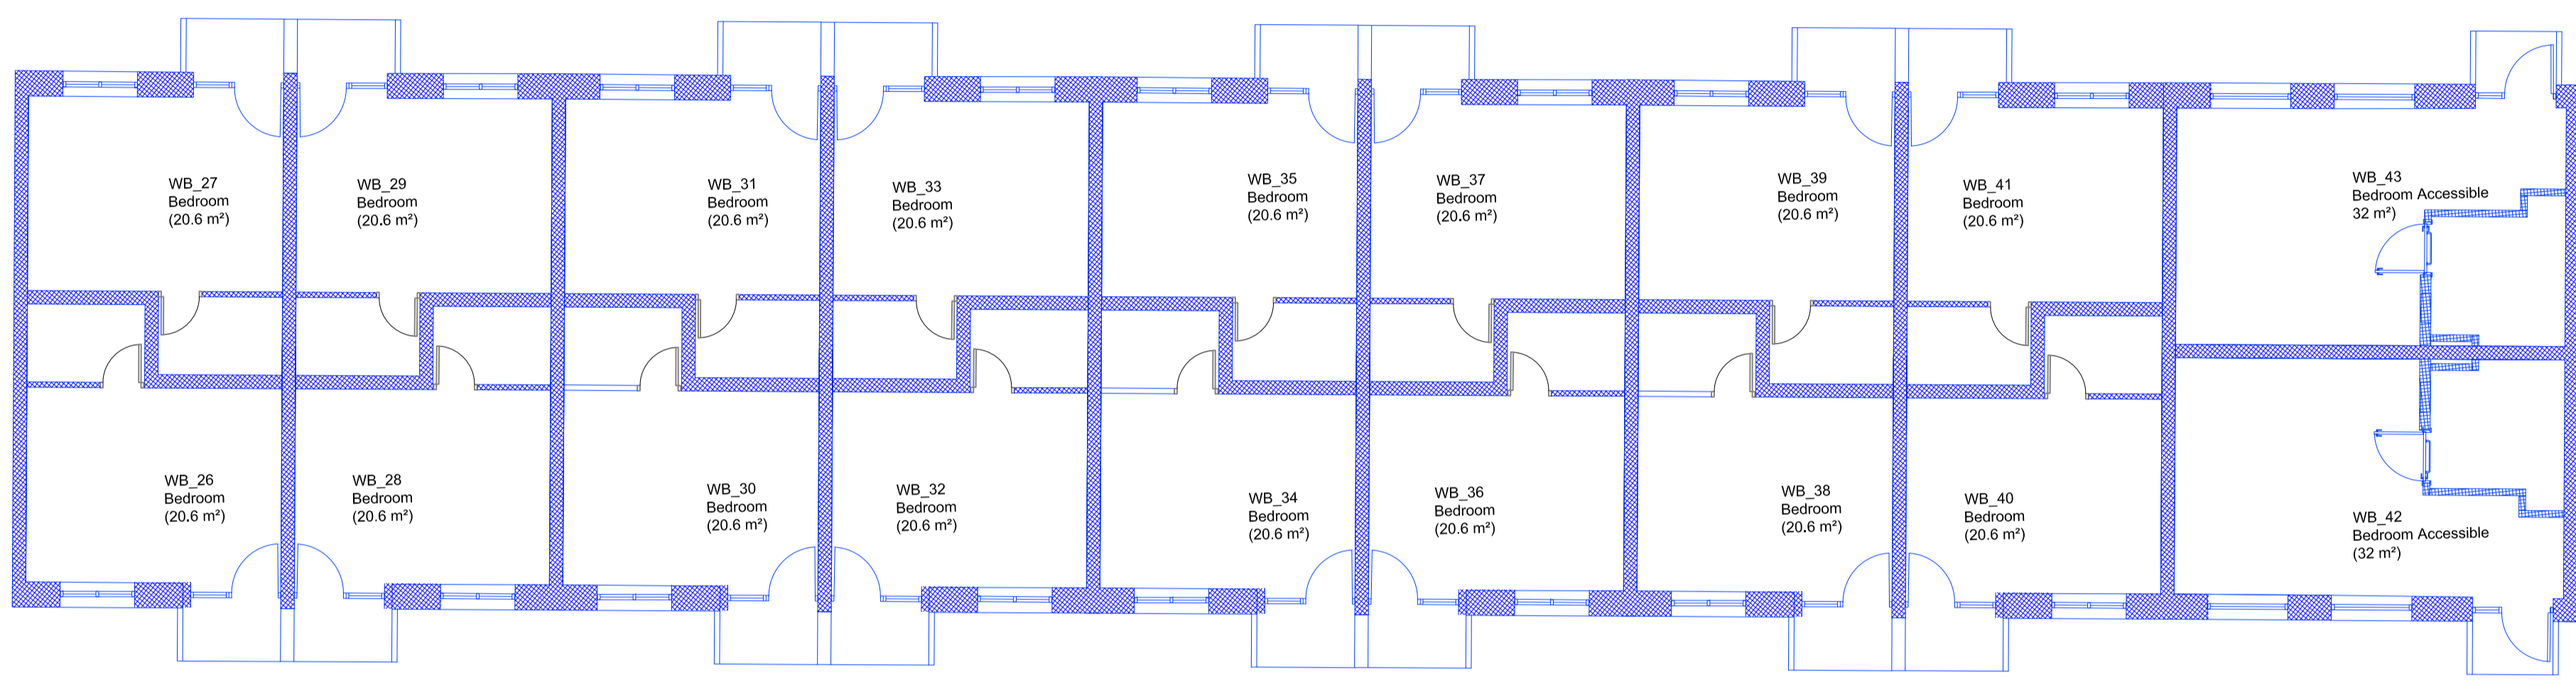 WB_27
Bedroom
(20.6 m²)
WB_29
Bedroom
(20.6 m²)
WB_31
Bedroom
(20.6 m²)
WB_33
Bedroom
(20.6 m²)
WB_35
Bedroom
(20.6 m²)
WB_37
Bedroom
(20.6 m²)
WB_39
Bedroom
(20.6 m²)
WB_41
Bedroom
(20.6 m²)
WB_43
Bedroom Accessible
32 m²)
WB_26
Bedroom
(20.6 m²)
WB_28
Bedroom
(20.6 m²)
WB_30
Bedroom
(20.6 m²)
WB_32
Bedroom
(20.6 m²)
WB_34
Bedroom
(20.6 m²)
WB_36
Bedroom
(20.6 m²)
WB_38
Bedroom
(20.6 m²)
WB_40
Bedroom
(20.6 m²)
WB_42
Bedroom Accessible
(32 m²)